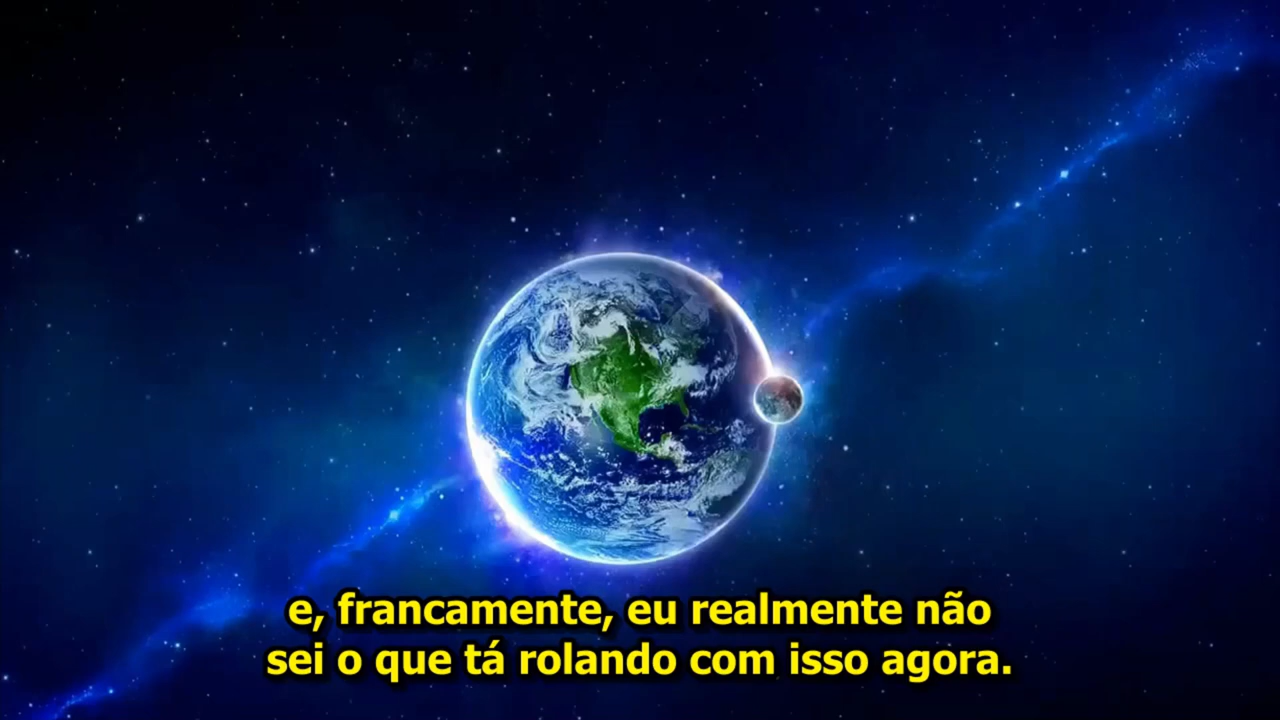 e, francamente, eu realmente não
sei o que tá rolando com isso agora.